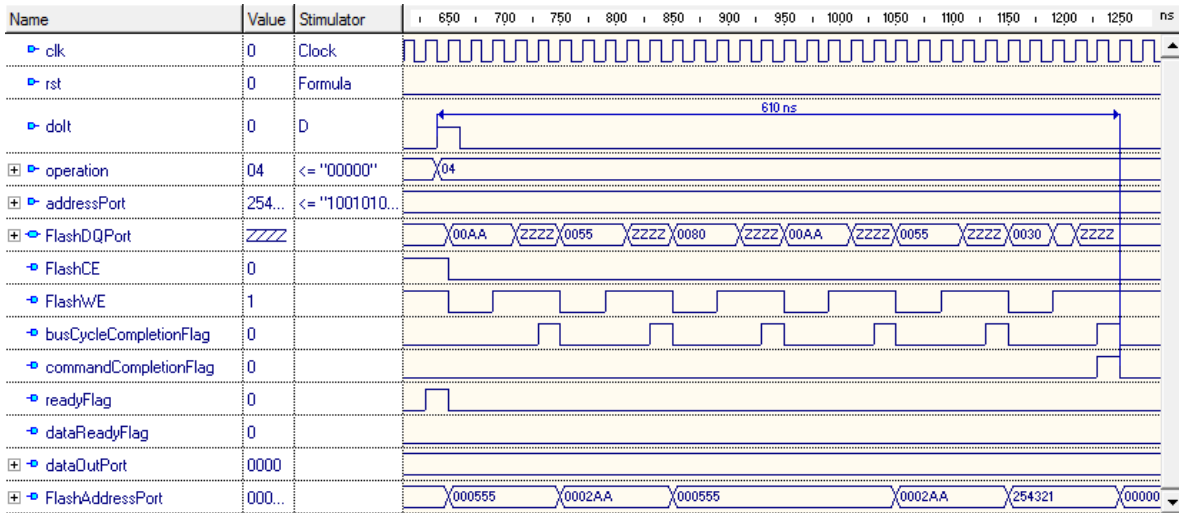 Name Value Stimulator 650 700 750 800 850 900 950 1000 1050 1100 1150 1200 1250 ns
clk 0 Clock
rst 0 Formula
610 ns
doIt 0 D
operation 04 <= "00000" 04
addressPort 254... <= "1001010...
FlashDQPort ZZZZ 00AA ZZZZ 0055 ZZZZ 0080 ZZZZ 00AA ZZZZ 0055 ZZZZ 0030 ZZZZ
FlashCE 0
FlashWE 1
busCycleCompletionFlag 0
commandCompletionFlag 0
readyFlag 0
dataReadyFlag 0
dataOutPort 0000
FlashAddressPort 000... 000555 0002AA 000555 0002AA 254321 00000